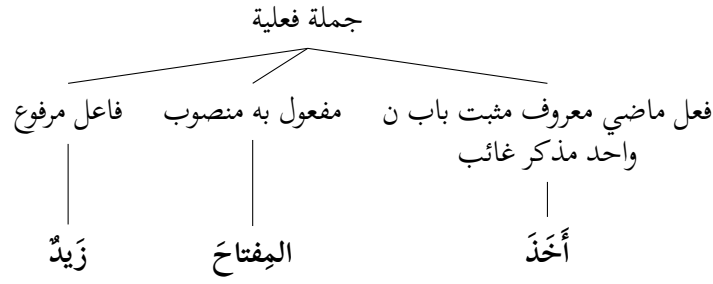 جملة فعلية
فعل ماضي معروف مثبت باب ن
واحد مذكر غائب
مفعول به منصوب
فاعل مرفوع
أَخَذَ
المِفتاحَ
زَيدٌ